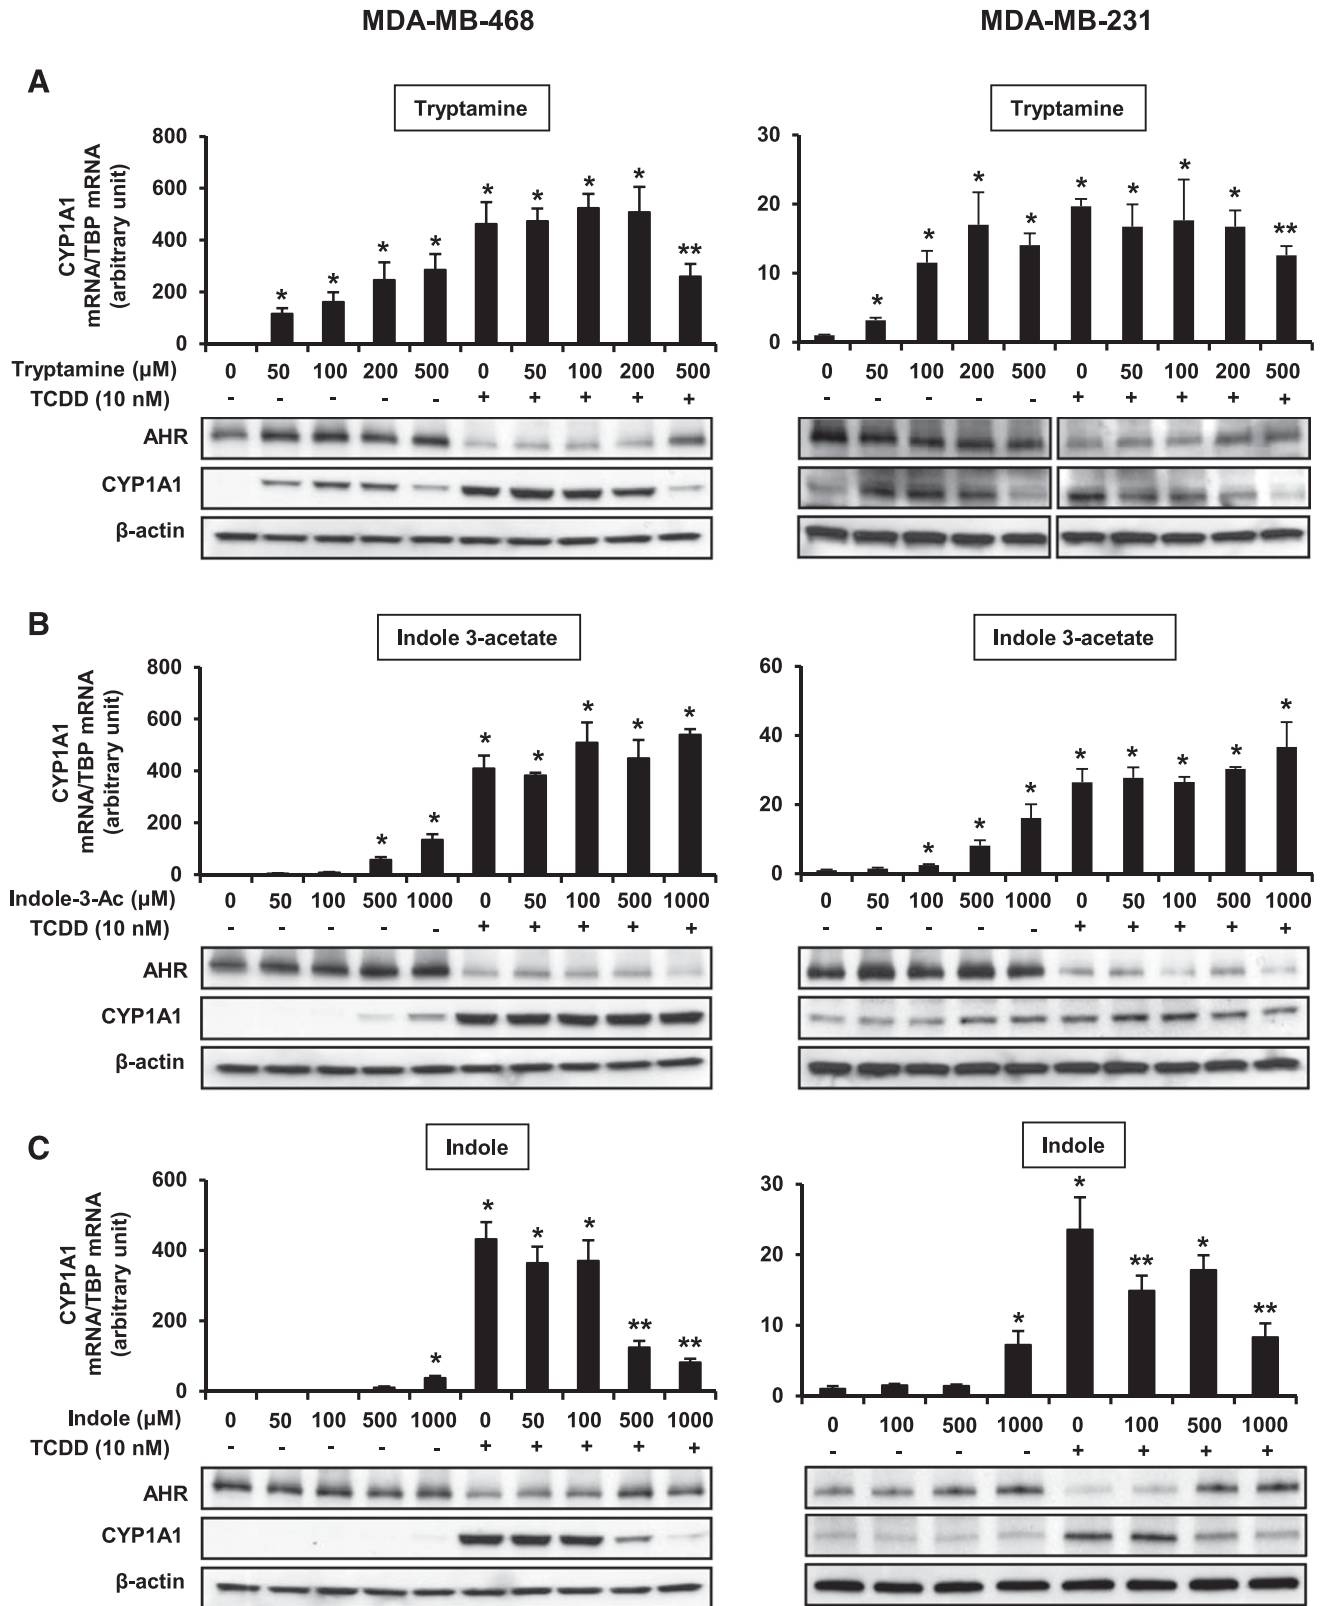 MDA-MB-468 MDA-MB-231
A
Tryptamine Tryptamine
CYP1A1
mRNA/TBP mRNA
(arbitrary unit)
800
600
400
200
0
* * * * * * * * **
30
20
10
0
* * * * * * * * **
Tryptamine (μM) 0 50 100 200 500 0 50 100 200 500 0 50 100 200 500 0 50 100 200 500
TCDD (10 nM) - - - - - + + + + + - - - - - + + + + +
AHR
CYP1A1
β-actin
B
Indole 3-acetate Indole 3-acetate
CYP1A1
mRNA/TBP mRNA
(arbitrary unit)
800
600
400
200
0
* * * * * * *
60
40
20
0
* * * * * * * *
Indole-3-Ac (μM) 0 50 100 500 1000 0 50 100 500 1000 0 50 100 500 1000 0 50 100 500 1000
TCDD (10 nM) - - - - - + + + + + - - - - - + + + + +
AHR
CYP1A1
β-actin
C
Indole Indole
CYP1A1
mRNA/TBP mRNA
(arbitrary unit)
600
400
200
0
* * * * ** **
30
20
10
0
* * ** * **
Indole (μM) 0 50 100 500 1000 0 50 100 500 1000 0 100 500 1000 0 100 500 1000
TCDD (10 nM) - - - - - + + + + + - - - - + + + +
AHR
CYP1A1
β-actin